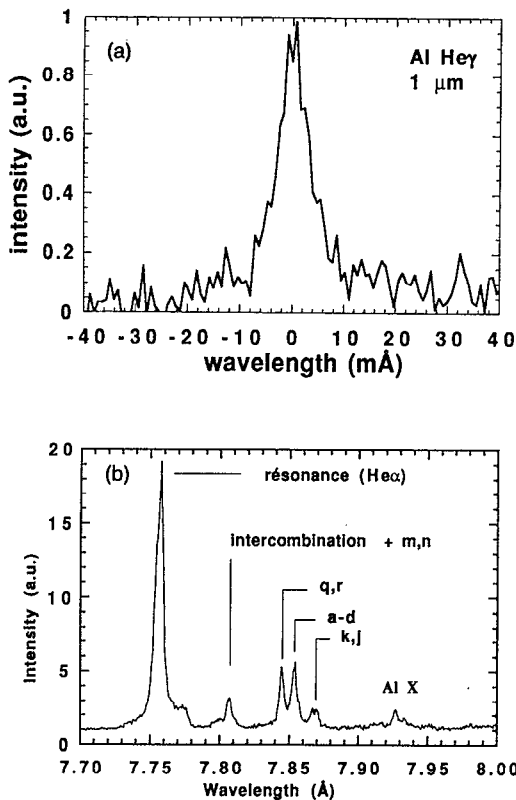 (a)
Al Heγ
1 μm
intensity (a.u.)
1
0.8
0.6
0.4
0.2
0
-40 -30 -20 -10 0 10 20 30 40
wavelength (mÅ)
(b)
résonance (Heα)
intercombination + m,n
q,r
a-d
k,j
Al X
Intensity (a.u.)
20
15
10
5
0
7.70 7.75 7.80 7.85 7.90 7.95 8.00
Wavelength (Å)